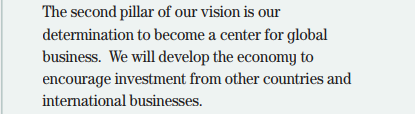 The second pillar of our vision is our
determination to become a center for global
business.  We will develop the economy to
encourage investment from other countries and
international businesses.